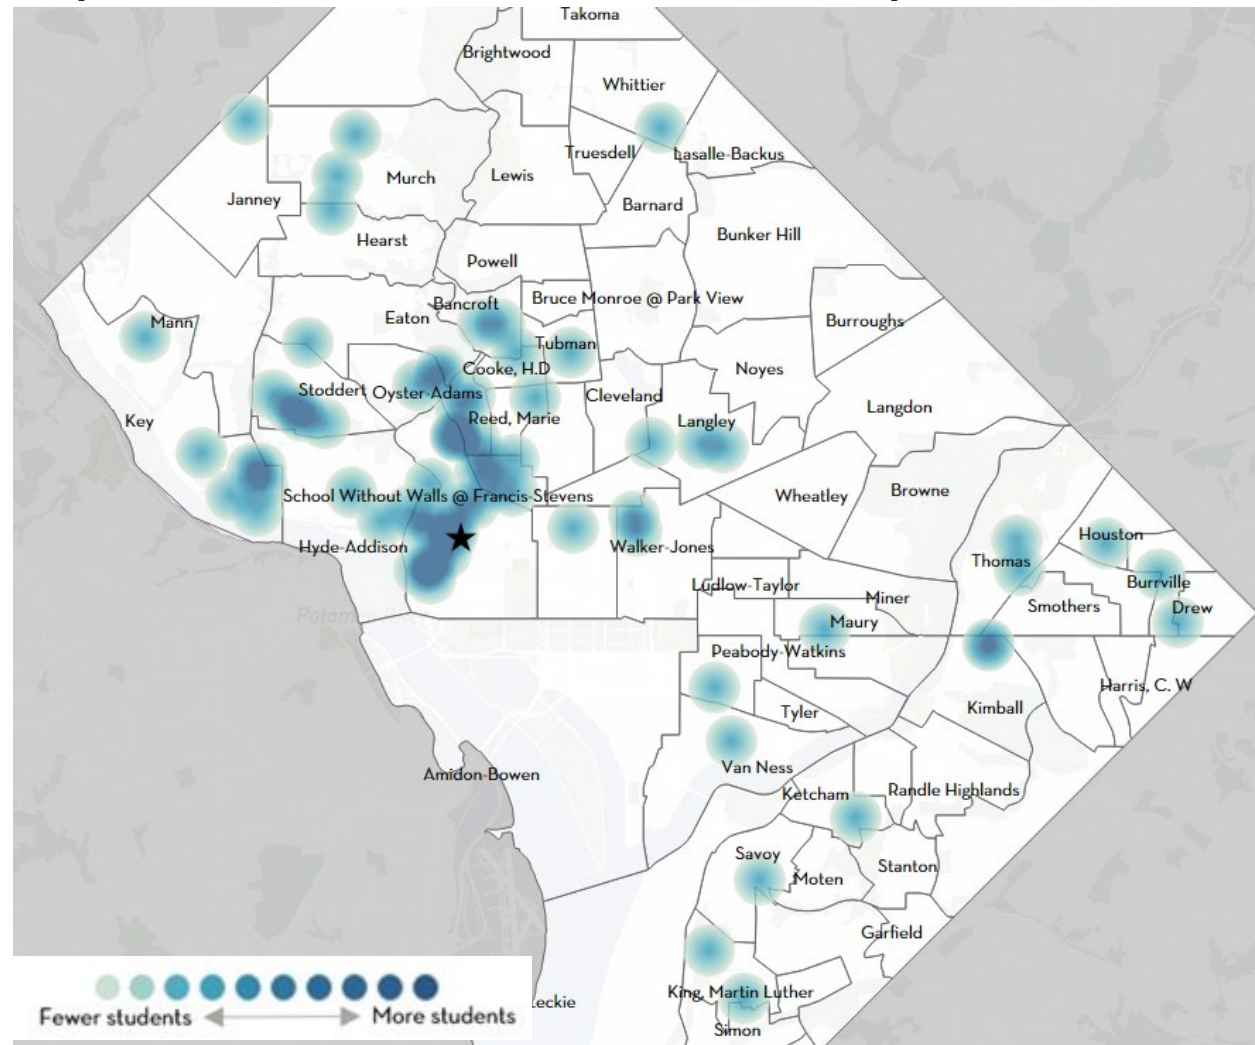 Takoma
Brightwood
Whittier
Truesdell
Lasalle-Backus
Murch
Lewis
Janney
Barnard
Hearst
Bunker Hill
Powell
Bancroft
Bruce Monroe @ Park View
Mann
Eaton
Burroughs
Tubman
Cooke, H.D
Noyes
Stoddert
Oyster-Adams
Cleveland
Langdon
Key
Reed, Marie
Langley
School Without Walls @ Francis-Stevens
Wheatley
Browne
Hyde-Addison
Walker-Jones
Houston
Thomas
Burrville
Ludlow-Taylor
Miner
Smothers
Drew
Potomac
Maury
Peabody-Watkins
Harris, C. W
Tyler
Kimball
Amidon-Bowen
Van Ness
Ketcham
Randle Highlands
Savoy
Moten
Stanton
Garfield
King, Martin Luther
Simon
Fewer students
More students